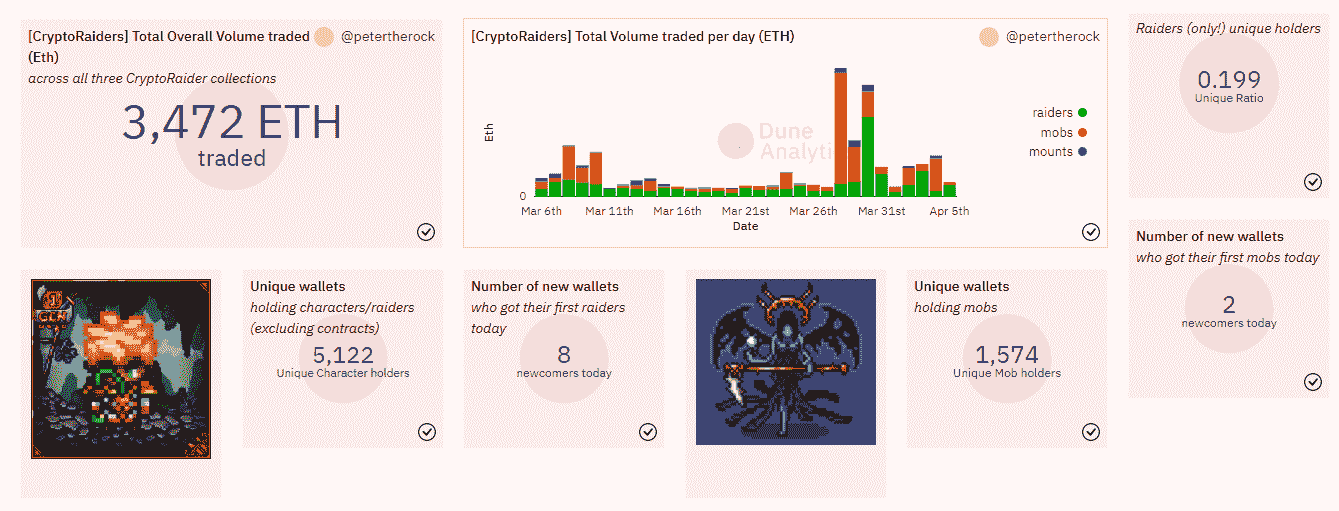 [CryptoRaiders] Total Overall Volume traded
(Eth)
@petertherock
across all three CryptoRaider collections
3,472 ETH
traded
[CryptoRaiders] Total Volume traded per day (ETH)
@petertherock
Eth
0
Dune
Analyti
raiders
mobs
mounts
Mar 6th Mar 11th Mar 16th Mar 21st Mar 26th Mar 31st Apr 5th
Date
Raiders (only!) unique holders
0.199
Unique Ratio
Number of new wallets
who got their first mobs today
2
newcomers today
Unique wallets
holding characters/raiders
(excluding contracts)
5,122
Unique Character holders
Number of new wallets
who got their first raiders
today
8
newcomers today
Unique wallets
holding mobs
1,574
Unique Mob holders